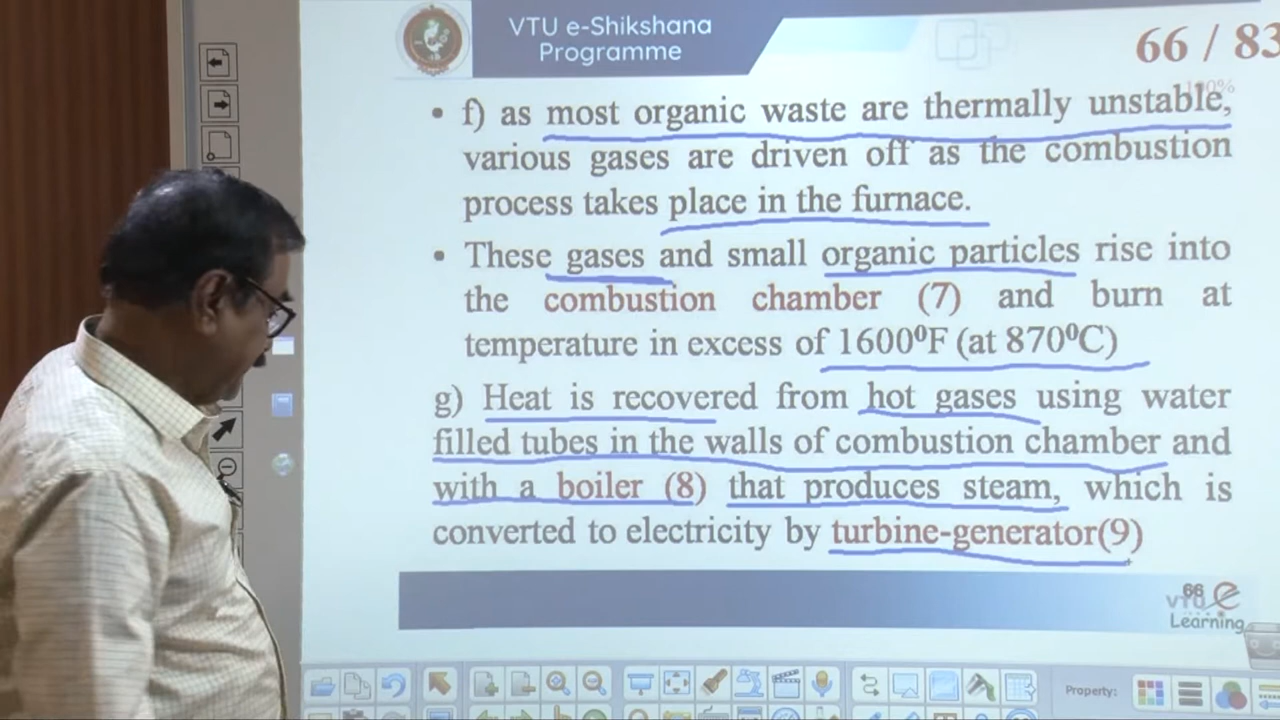 VTU e-Shikshana
Programme
66 / 83
100%
• f) as most organic waste are thermally unstable,
various gases are driven off as the combustion
process takes place in the furnace.
• These gases and small organic particles rise into
the combustion chamber (7) and burn at
temperature in excess of 1600⁰F (at 870⁰C)
g) Heat is recovered from hot gases using water
filled tubes in the walls of combustion chamber and
with a boiler (8) that produces steam, which is
converted to electricity by turbine-generator(9)
66
VTU e
Learning
Property: